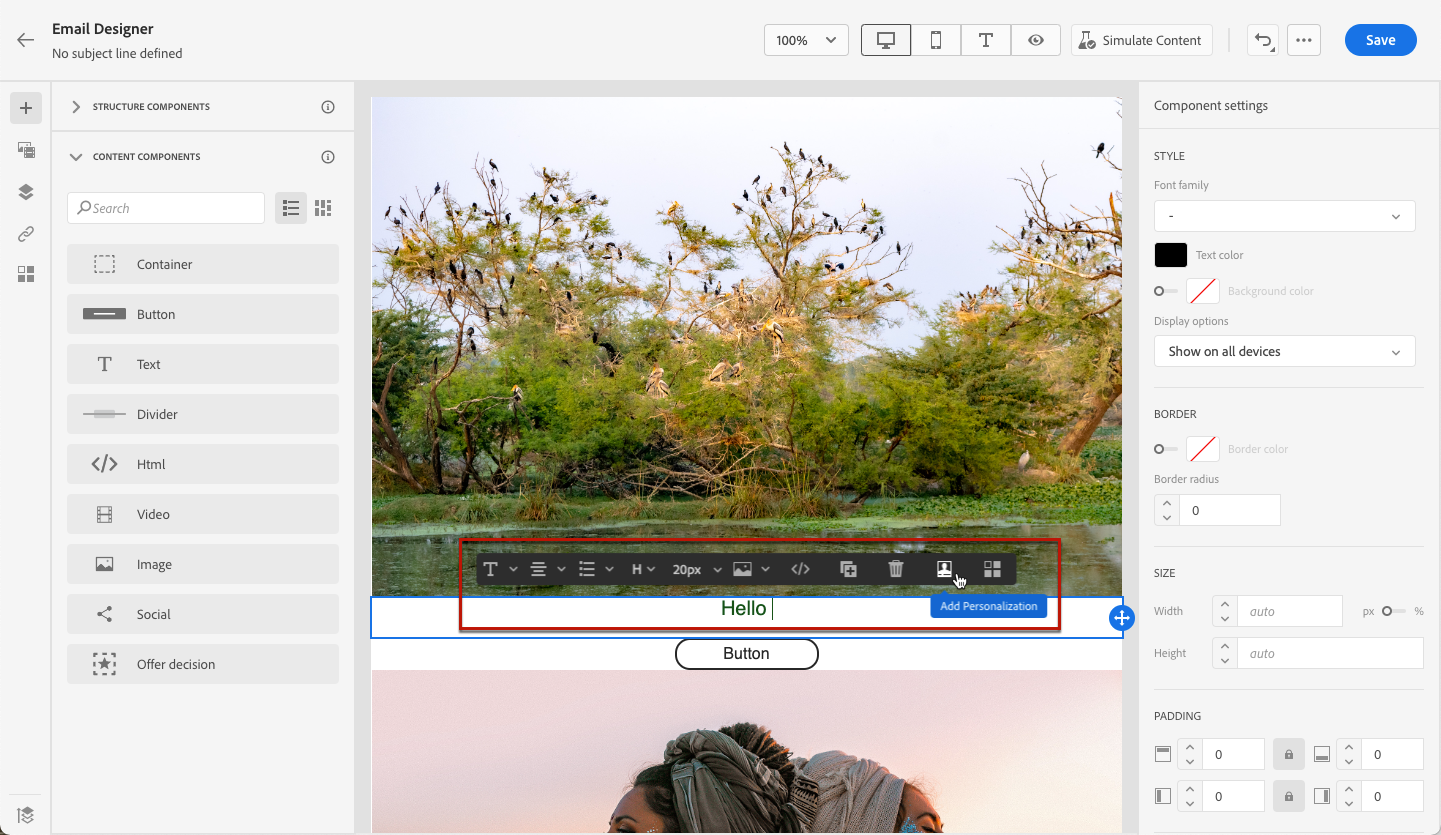 Email Designer
No subject line defined
100%
Simulate Content
Save
STRUCTURE COMPONENTS
CONTENT COMPONENTS
Search
Container
Button
Text
Divider
Html
Video
Image
Social
Offer decision
H
20px
Add Personalization
Hello
Button
Component settings
STYLE
Font family
-
Text color
Background color
Display options
Show on all devices
BORDER
Border color
Border radius
0
SIZE
Width
auto
px
%
Height
auto
PADDING
0
0
0
0